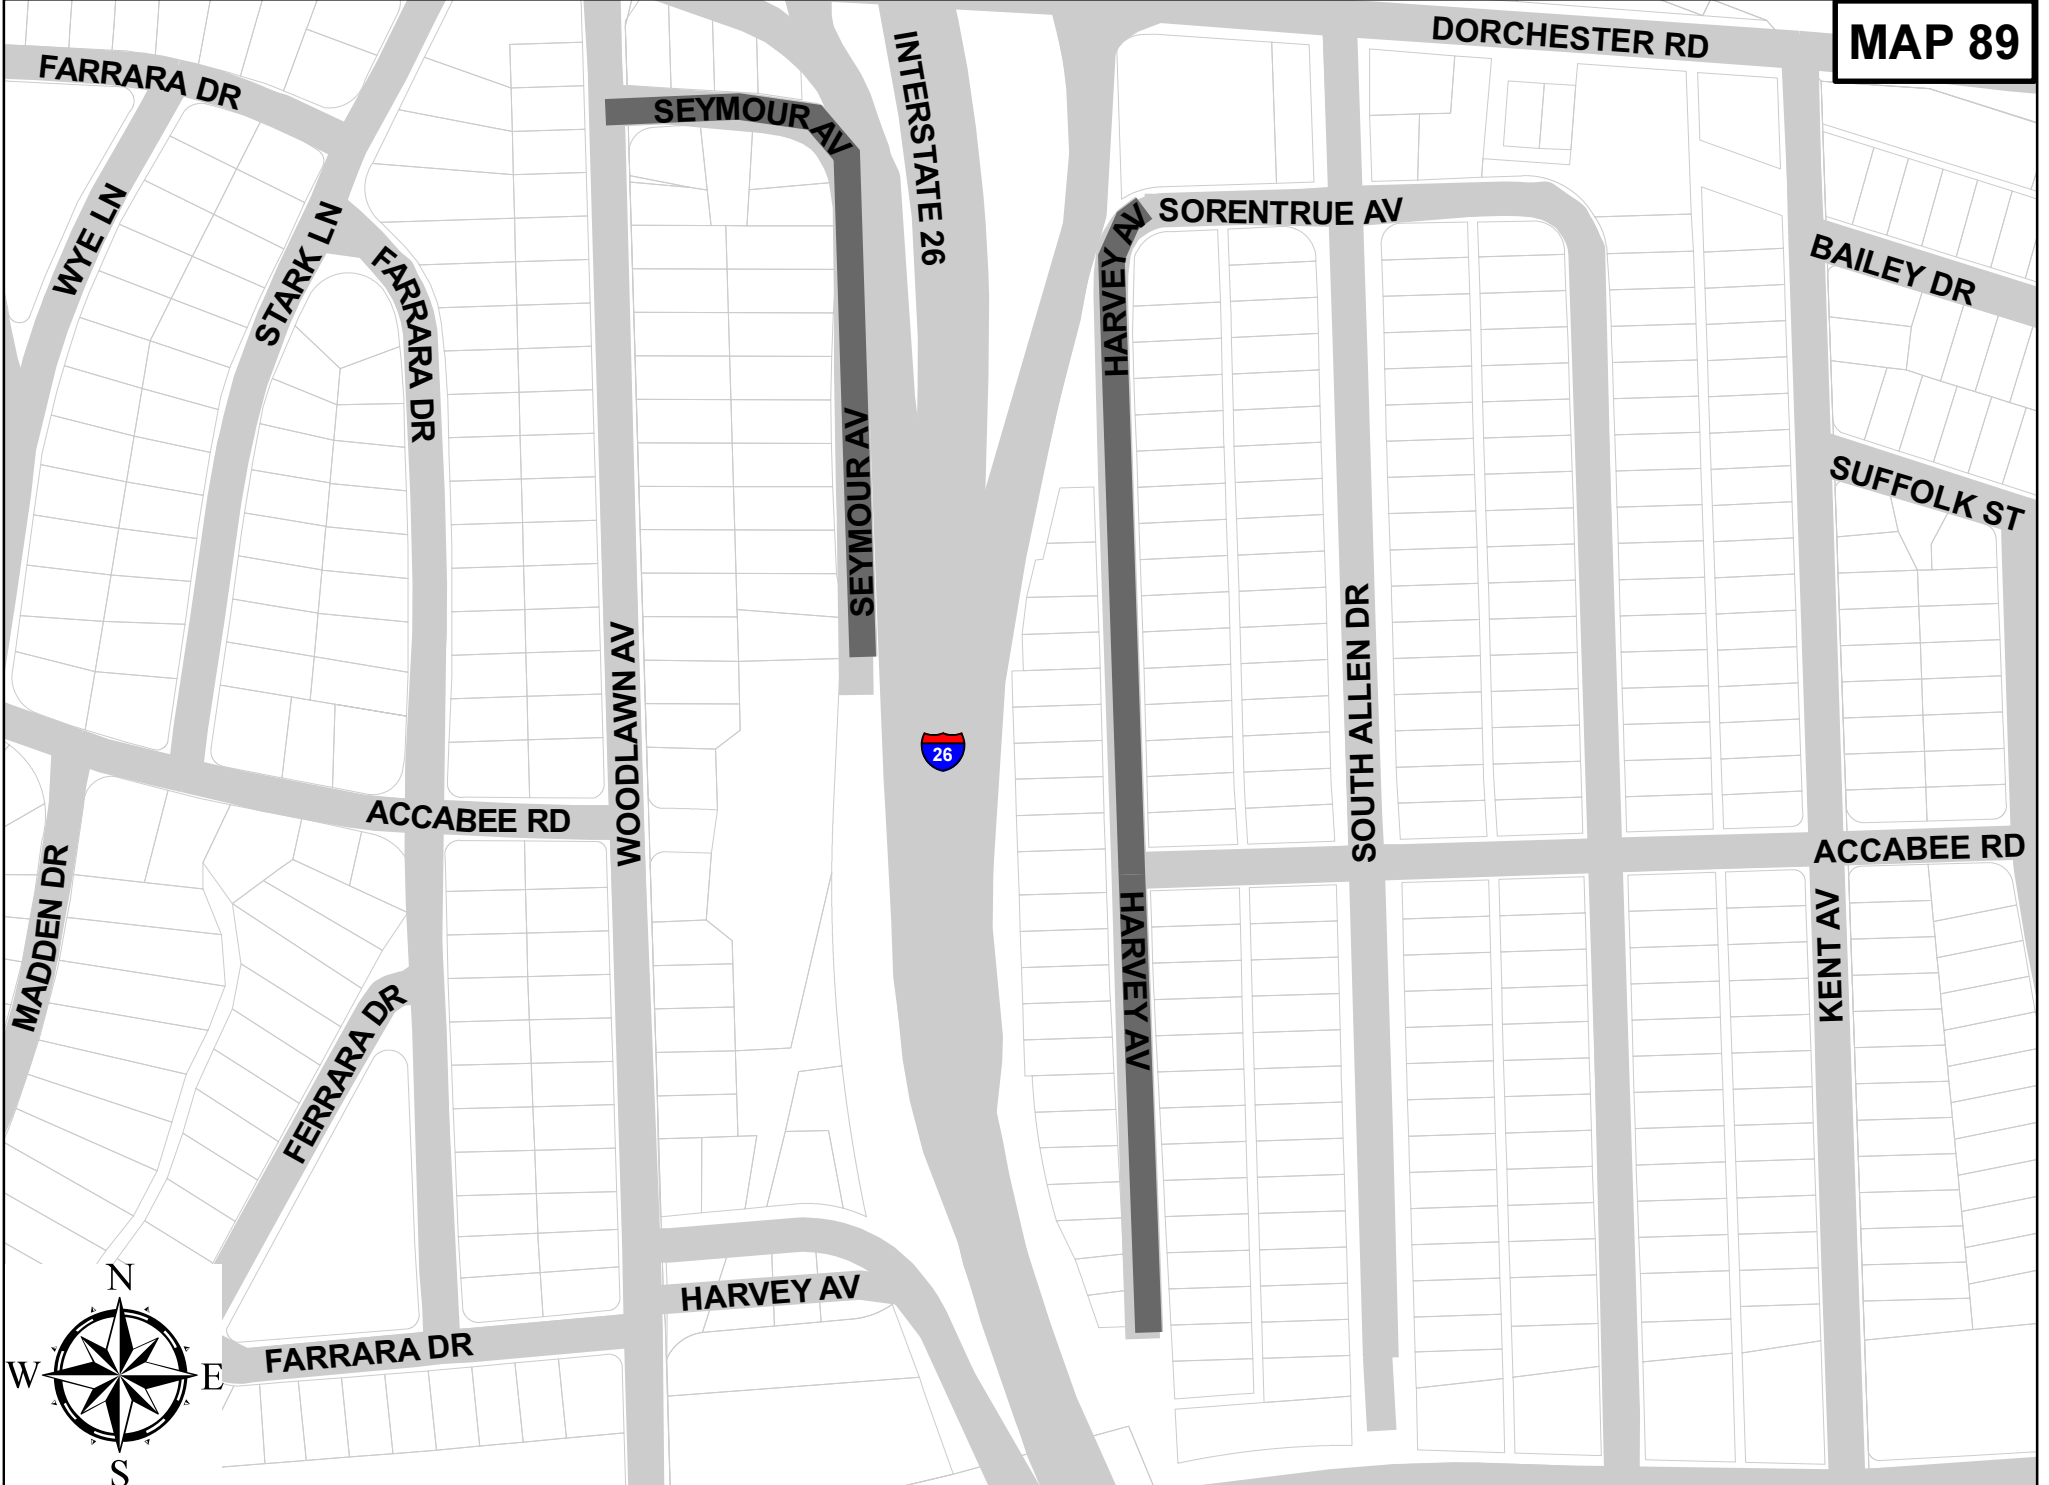 MAP 89
DORCHESTER RD
FARRARA DR
SEYMOUR AV
INTERSTATE 26
SORENTRUE AV
HARVEY AV
WYE LN
STARK LN
FARRARA DR
BAILEY DR
SUFFOLK ST
SEYMOUR AV
WOODLAWN AV
SOUTH ALLEN DR
26
ACCABEE RD
ACCABEE RD
MADDEN DR
HARVEY AV
KENT AV
FERRARA DR
HARVEY AV
FARRARA DR
N
W
E
S